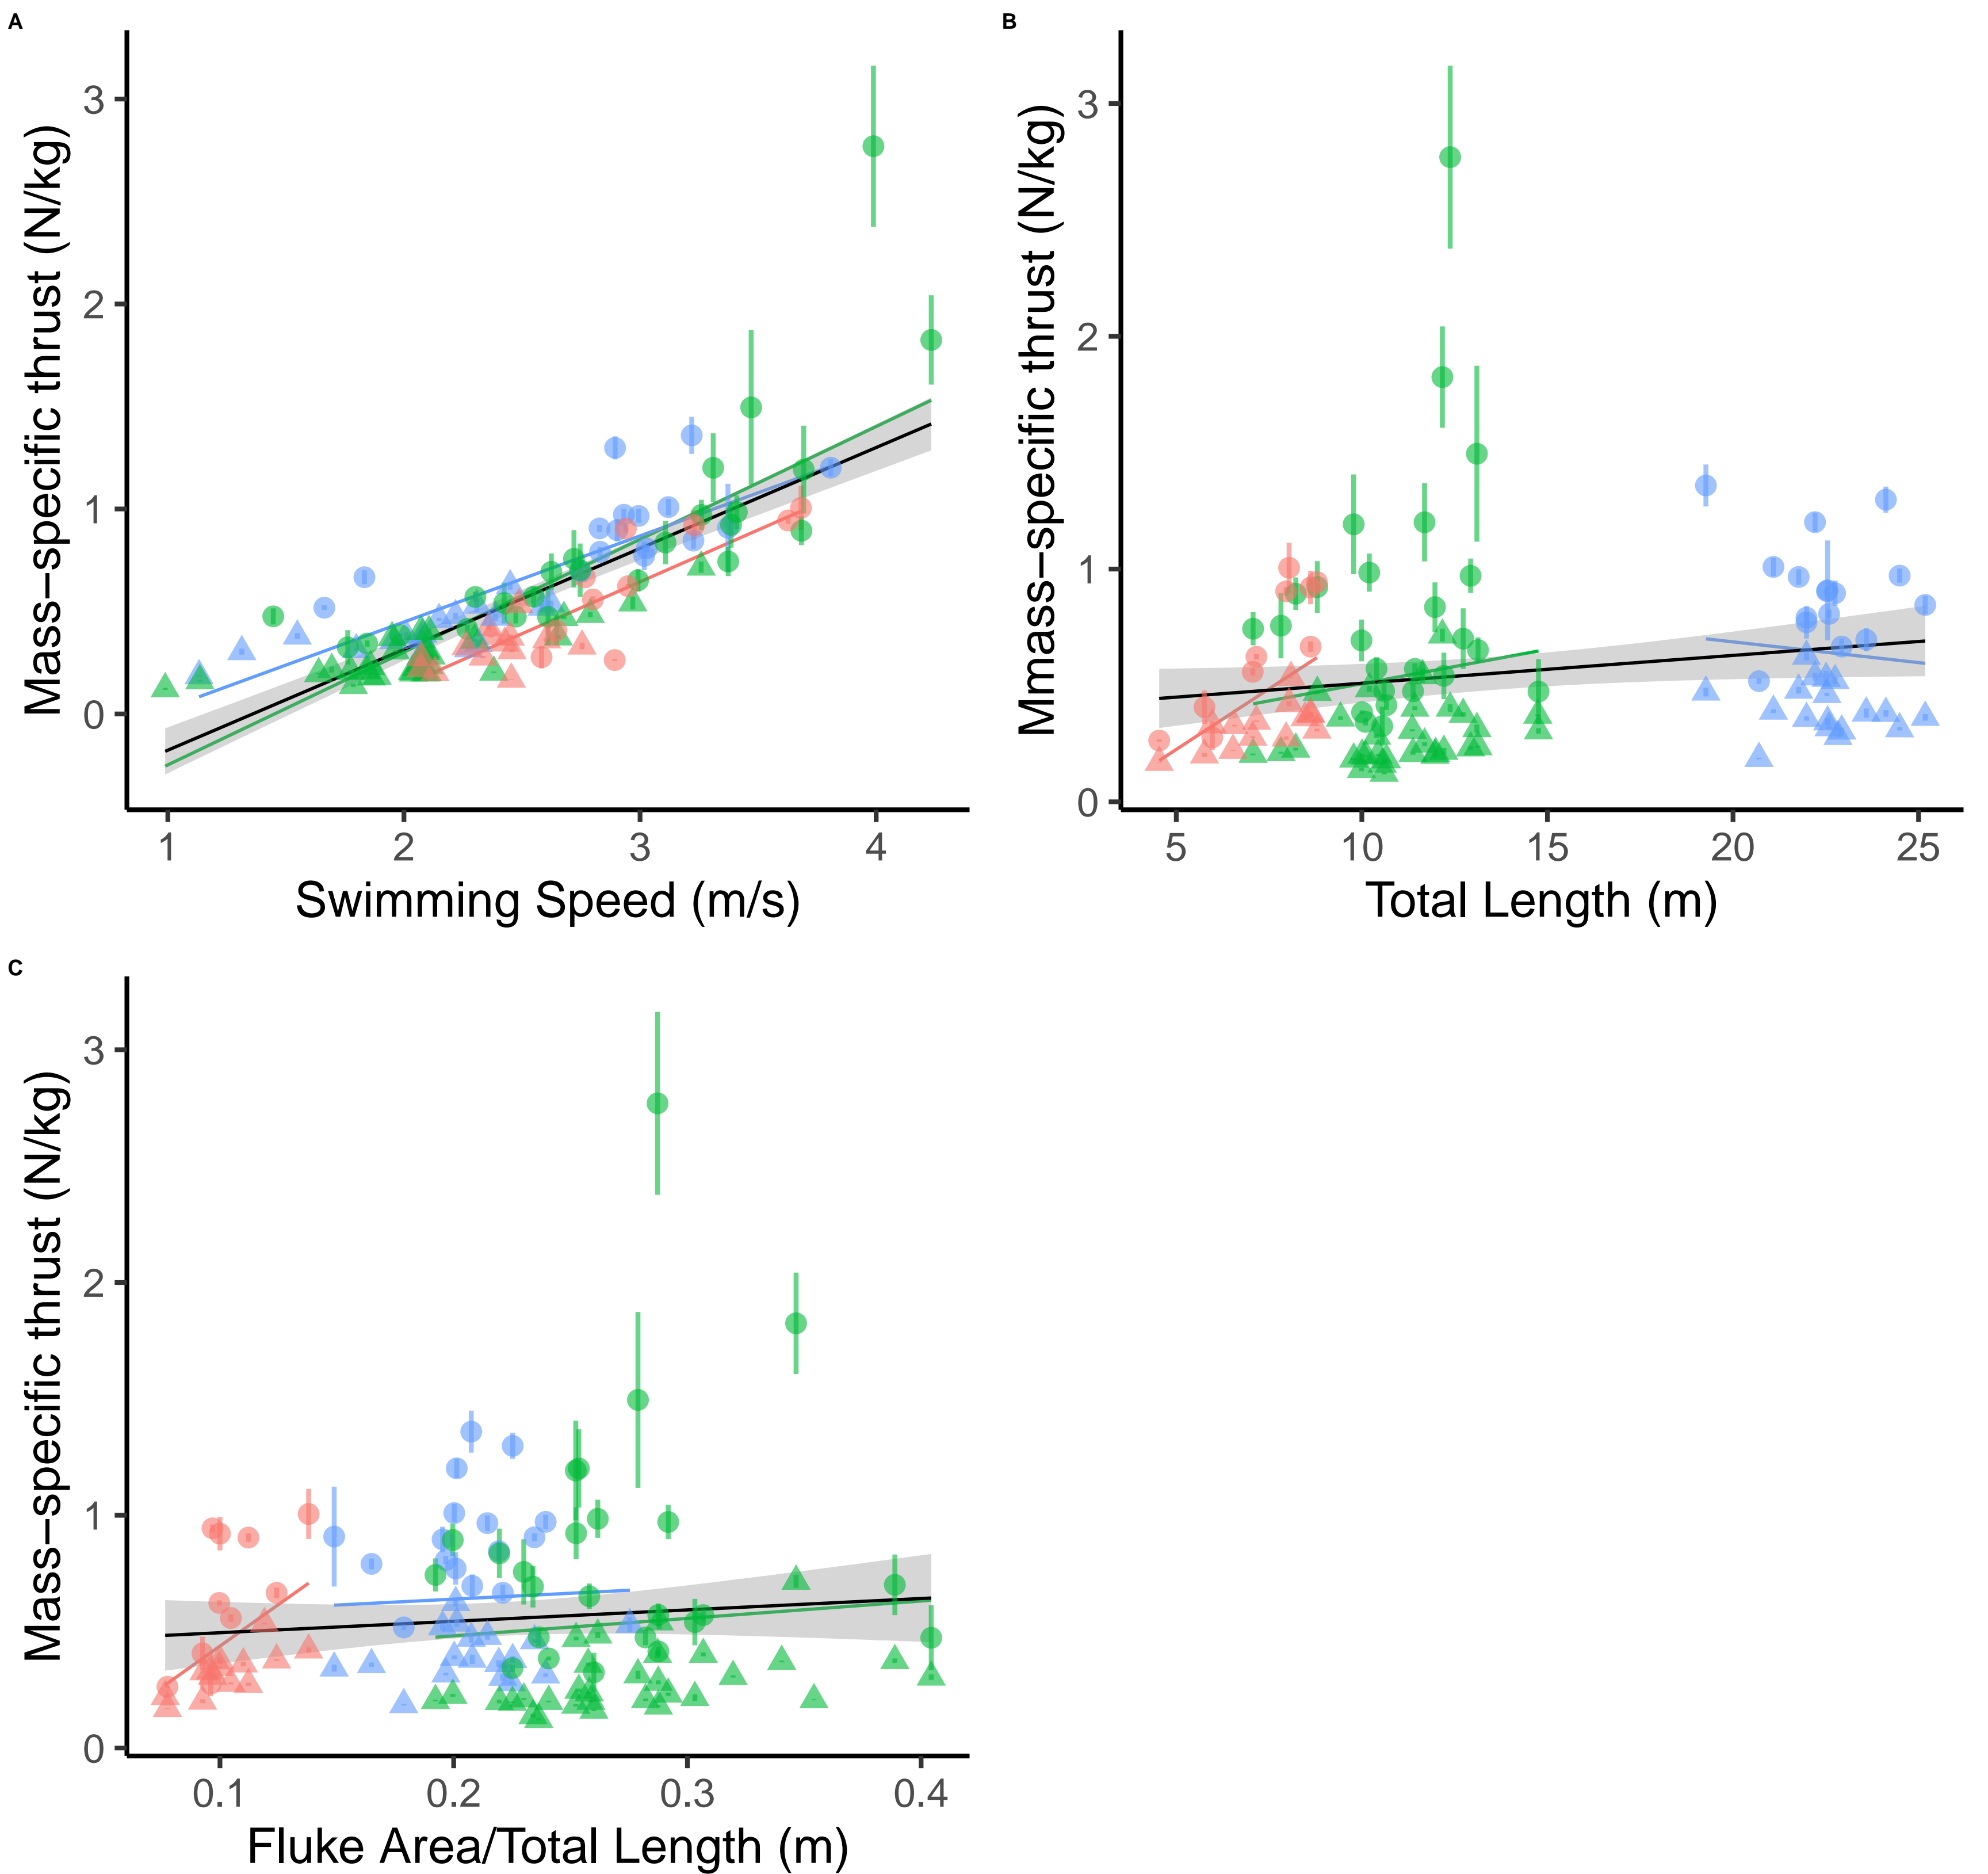 A
Mass−specific thrust (N/kg)
3
2
1
0
1 2 3 4
Swimming Speed (m/s)
B
Mmass−specific thrust (N/kg)
3
2
1
0
5 10 15 20 25
Total Length (m)
C
Mass−specific thrust (N/kg)
3
2
1
0
0.1 0.2 0.3 0.4
Fluke Area/Total Length (m)